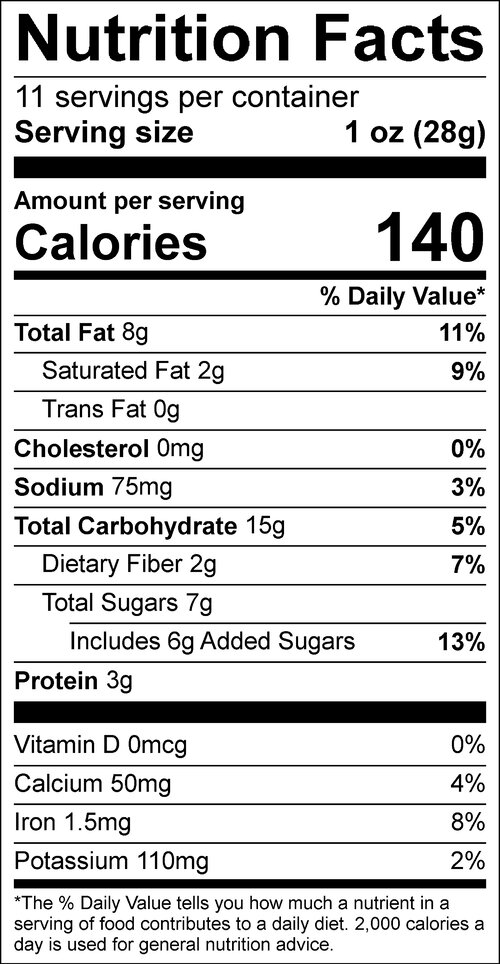 Nutrition Facts
11 servings per container
Serving size 1 oz (28g)
Amount per serving
Calories 140
% Daily Value*
Total Fat 8g 11%
Saturated Fat 2g 9%
Trans Fat 0g
Cholesterol 0mg 0%
Sodium 75mg 3%
Total Carbohydrate 15g 5%
Dietary Fiber 2g 7%
Total Sugars 7g
Includes 6g Added Sugars 13%
Protein 3g
Vitamin D 0mcg 0%
Calcium 50mg 4%
Iron 1.5mg 8%
Potassium 110mg 2%
*The % Daily Value tells you how much a nutrient in a
serving of food contributes to a daily diet. 2,000 calories a
day is used for general nutrition advice.